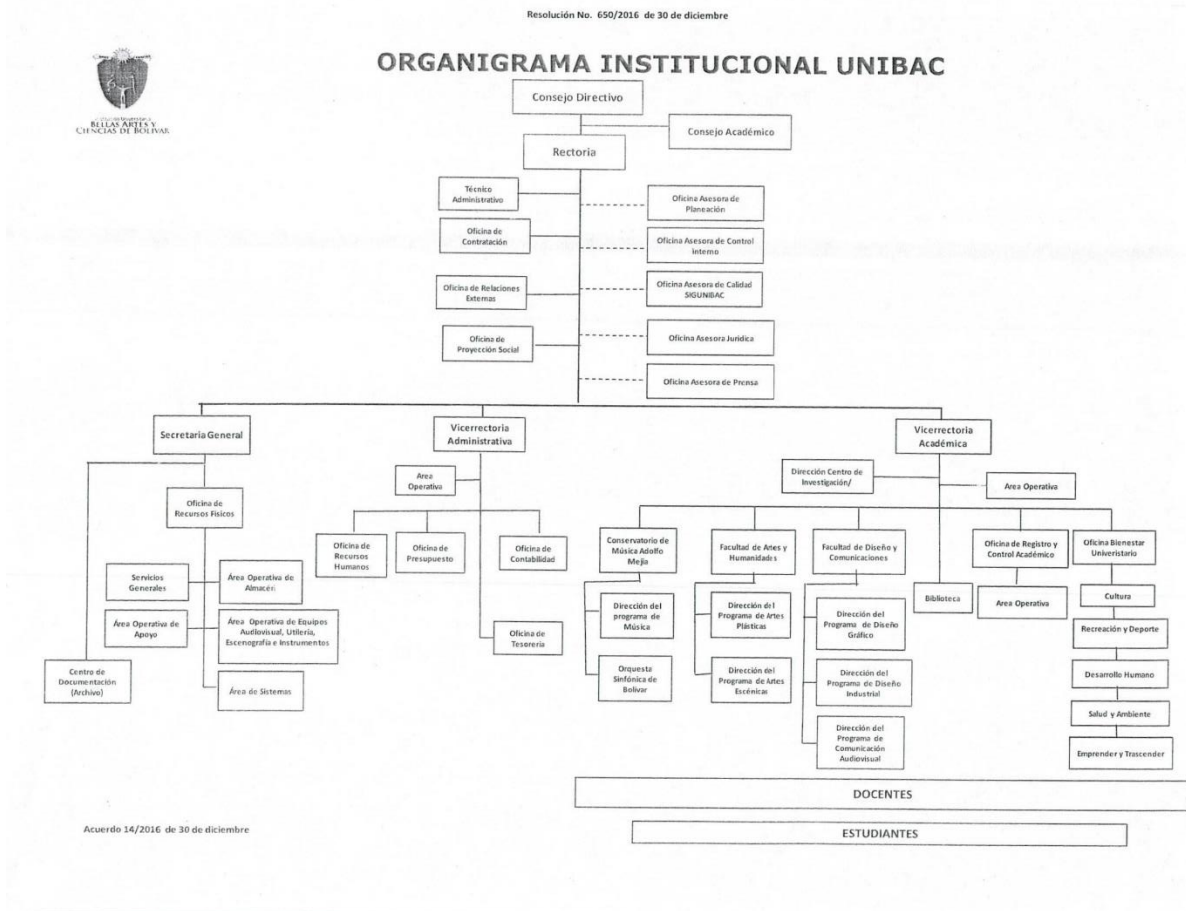 Resolución No. 650/2016 de 30 de diciembre
ORGANIGRAMA INSTITUCIONAL UNIBAC
BELLAS ARTES Y
CIENCIAS DE BOLIVAR
Consejo Directivo
Consejo Académico
Rectoria
Técnico
Administrativo
Oficina Asesora de
Planeación
Oficina de
Contratación
Oficina Asesora de Control
Interno
Oficina de Relaciones
Externas
Oficina Asesora de Calidad
SIGUNIBAC
Oficina de
Proyección Social
Oficina Asesora Juridica
Oficina Asesora de Prensa
Secretaria General
Vicerrectoria
Administrativa
Vicerrectoria
Académica
Area
Operativa
Dirección Centro de
Investigación/
Area Operativa
Oficina de
Recursos Físicos
Oficina de
Recursos
Humanos
Oficina de
Presupuesto
Oficina de
Contabilidad
Conservatorio de
Música Adolfo
Mejia
Facultad de Artes y
Humanidades
Facultad de Diseño y
Comunicaciones
Oficina de Registro y
Control Académico
Oficina Bienestar
Univeristario
Servicios
Generales
Área Operativa de
Almacén
Biblioteca
Area Operativa
Cultura
Área Operativa de
Apoyo
Área Operativa de Equipos
Audiovisual, Utilería,
Escenografía e Instrumentos
Oficina de
Tesorería
Dirección del
programa de
Música
Dirección del
Programa de Artes
Plásticas
Dirección del
Programa de Diseño
Gráfico
Recreación y Deporte
Centro de
Documentación
(Archivo)
Área de Sistemas
Orquesta
Sinfónica de
Bolivar
Dirección del
Programa de Artes
Escénicas
Dirección del
Programa de Diseño
Industrial
Desarrollo Humano
Salud y Ambiente
Dirección del
Programa de
Comunicación
Audiovisual
Emprender y Trascender
DOCENTES
ESTUDIANTES
Acuerdo 14/2016 de 30 de diciembre